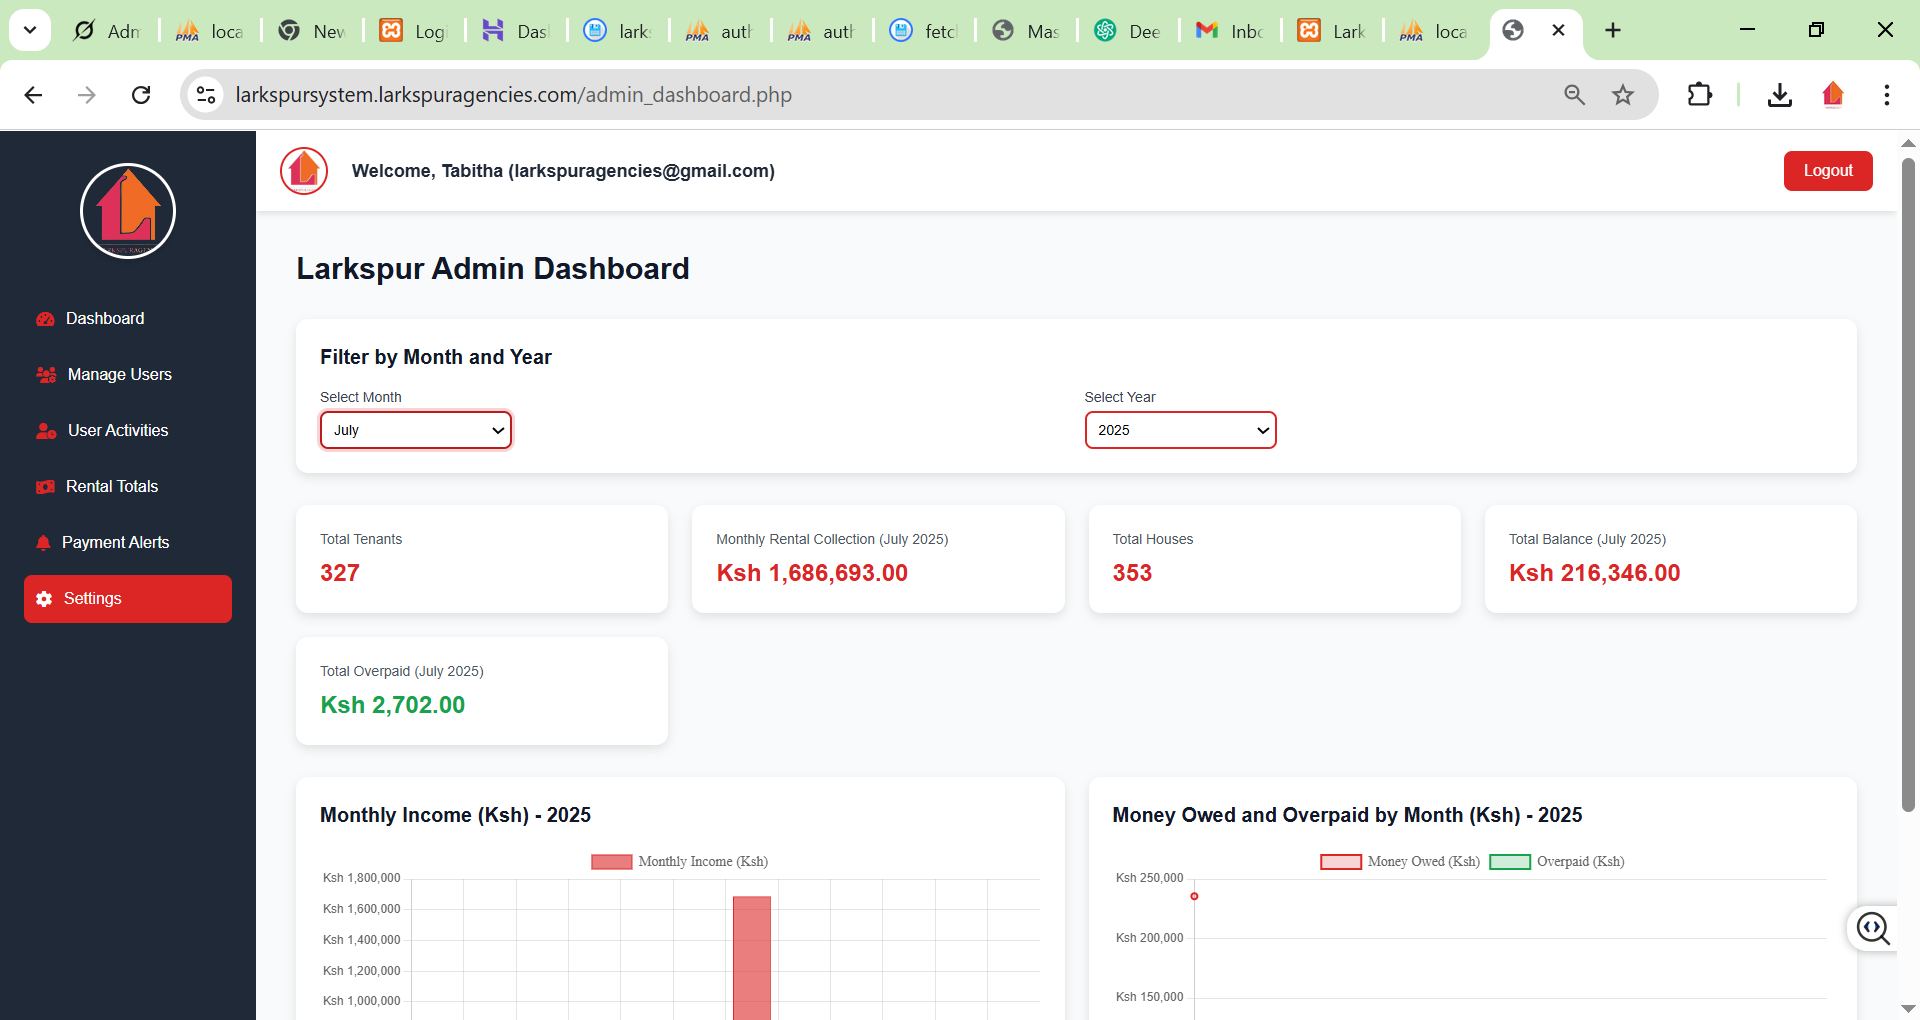 Adm
loca
New
Logi
Das
larks
auth
auth
fetc
Mas
Dee
Inbo
Lark
loca
larkspursystem.larkspuragencies.com/admin_dashboard.php
Welcome, Tabitha (larkspuragencies@gmail.com)
Logout
Dashboard
Manage Users
User Activities
Rental Totals
Payment Alerts
Settings
Larkspur Admin Dashboard
Filter by Month and Year
Select Month
Select Year
July
2025
Total Tenants
327
Monthly Rental Collection (July 2025)
Ksh 1,686,693.00
Total Houses
353
Total Balance (July 2025)
Ksh 216,346.00
Total Overpaid (July 2025)
Ksh 2,702.00
Monthly Income (Ksh) - 2025
Monthly Income (Ksh)
Ksh 1,800,000
Ksh 1,600,000
Ksh 1,400,000
Ksh 1,200,000
Ksh 1,000,000
Money Owed and Overpaid by Month (Ksh) - 2025
Money Owed (Ksh)
Overpaid (Ksh)
Ksh 250,000
Ksh 200,000
Ksh 150,000